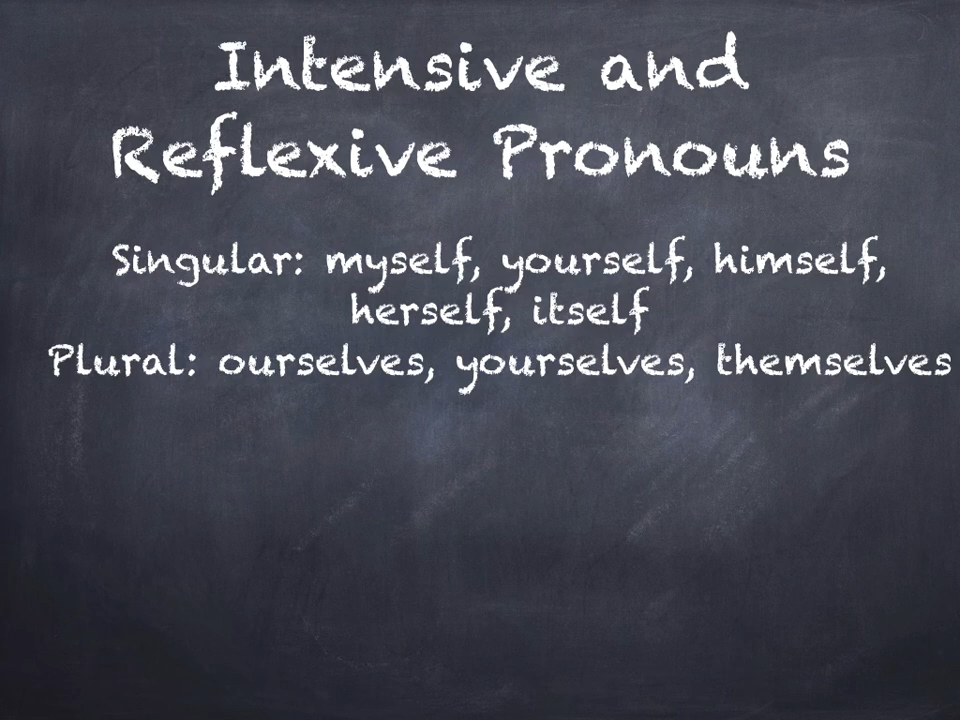 Intensive and
Reflexive Pronouns
Singular: myself, yourself, himself,
herself, itself
Plural: ourselves, yourselves, themselves